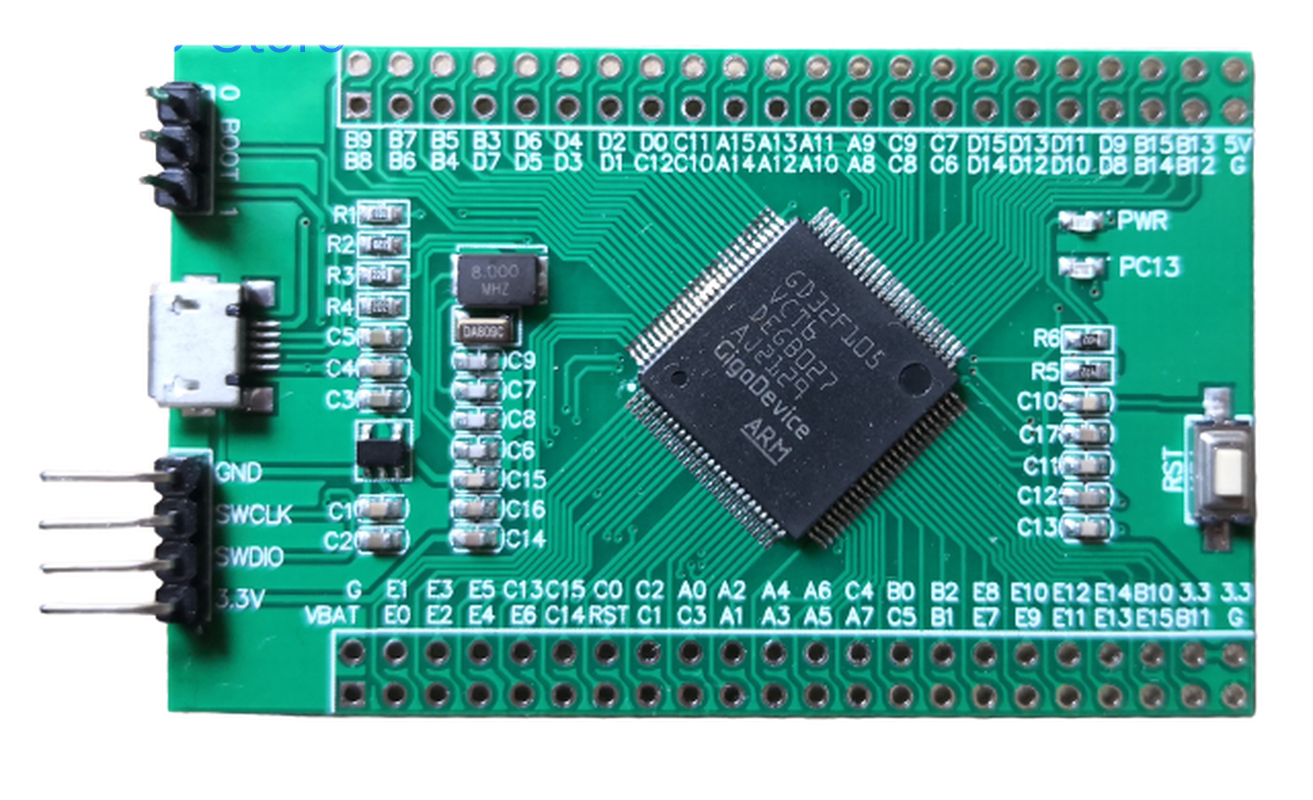 Store
0 BOOT 1
B9 B7 B5 B3 D6 D4 D2 D0 C11 A15 A13 A11 A9 C9 C7 D15 D13 D11 D9 B15 B13 5V
B8 B6 B4 D7 D5 D3 D1 C12 C10 A14 A12 A10 A8 C8 C6 D14 D12 D10 D8 B14 B12 G
R1
R2
R3
R4
C5
C4
C3
C1
C2
8.000
MHZ
DA809C
C9
C7
C8
C6
C15
C16
C14
GD32F105
VCT6
DEGB027
AJ2129
GigaDevice
ARM
PWR
PC13
R6
R5
C10
C17
C11
C12
C13
RST
GND
SWCLK
SWDIO
3.3V
G E1 E3 E5 C13 C15 C0 C2 A0 A2 A4 A6 C4 B0 B2 E8 E10 E12 E14 B10 3.3 3.3
VBAT E0 E2 E4 E6 C14 RST C1 C3 A1 A3 A5 A7 C5 B1 E7 E9 E11 E13 E15 B11 G